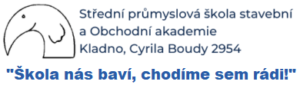 Střední průmyslová škola stavební
a Obchodní akademie
Kladno, Cyrila Boudy 2954
"Škola nás baví, chodíme sem rádi!"